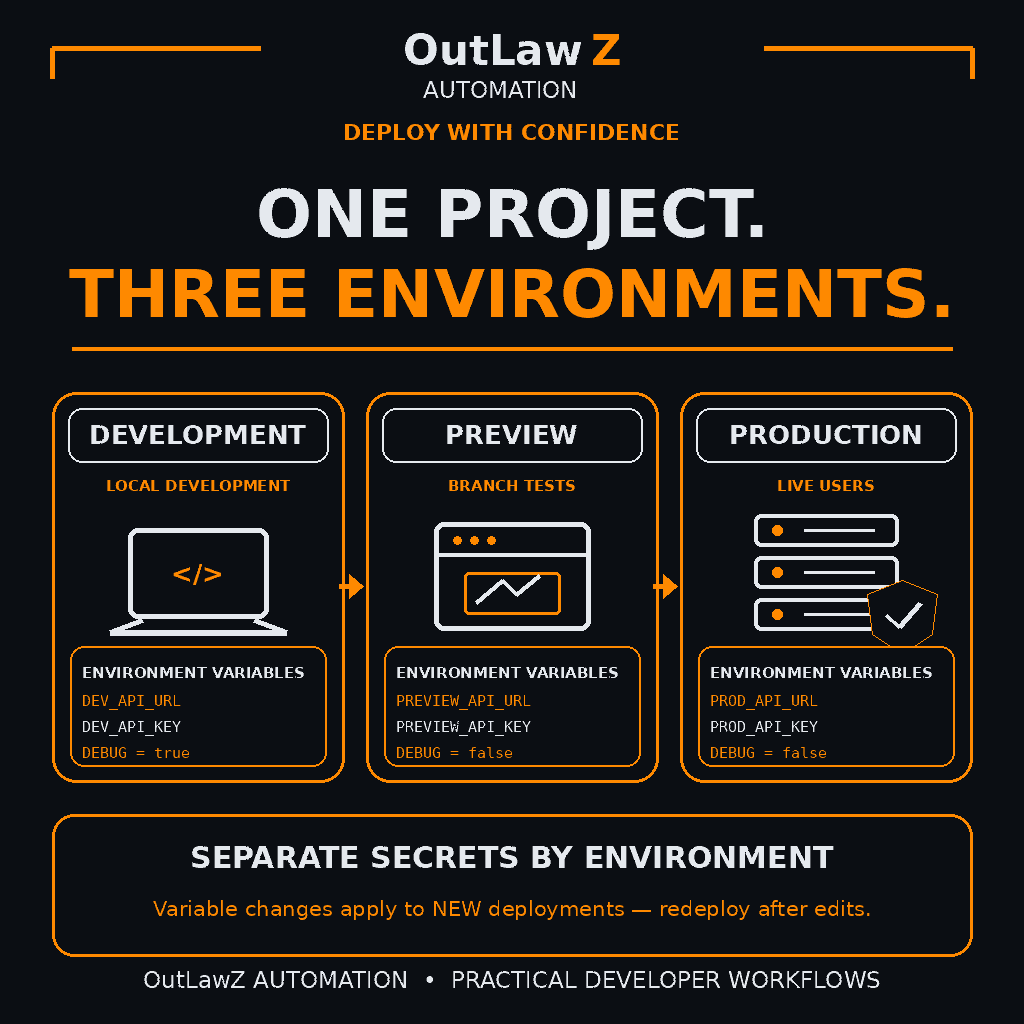 OutLaw Z
AUTOMATION
DEPLOY WITH CONFIDENCE
ONE PROJECT.
THREE ENVIRONMENTS.
DEVELOPMENT
LOCAL DEVELOPMENT
</>
ENVIRONMENT VARIABLES
DEV_API_URL
DEV_API_KEY
DEBUG = true
PREVIEW
BRANCH TESTS
ENVIRONMENT VARIABLES
PREVIEW_API_URL
PREVIEW_API_KEY
DEBUG = false
PRODUCTION
LIVE USERS
ENVIRONMENT VARIABLES
PROD_API_URL
PROD_API_KEY
DEBUG = false
SEPARATE SECRETS BY ENVIRONMENT
Variable changes apply to NEW deployments — redeploy after edits.
OutLawZ AUTOMATION • PRACTICAL DEVELOPER WORKFLOWS